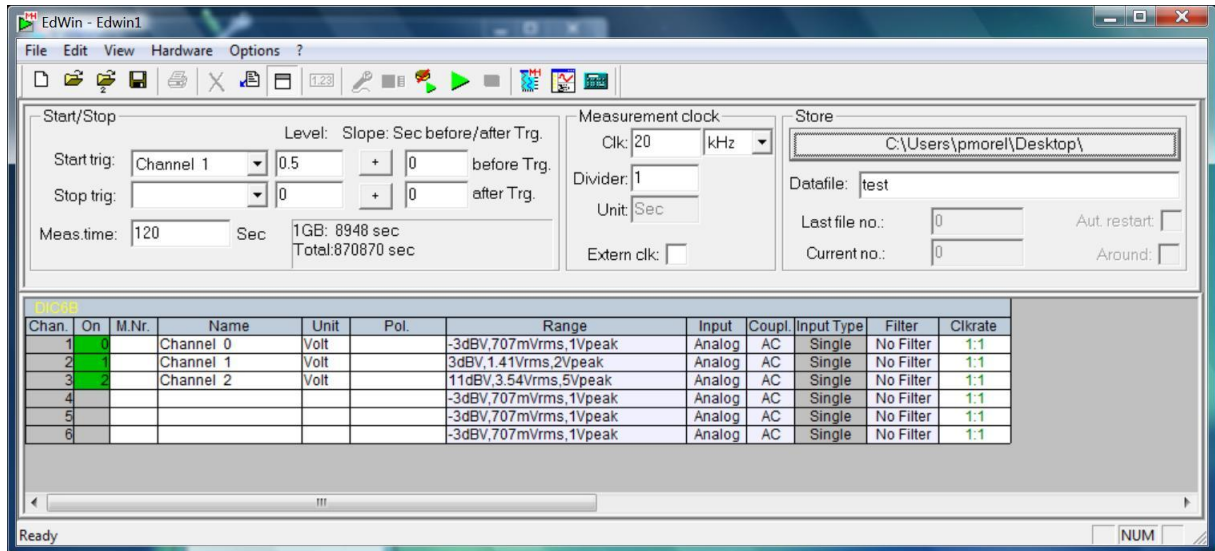 EdWin - Edwin1
File Edit View Hardware Options ?
2 123
Start/Stop
Level: Slope: Sec before/after Trg.
Start trig: Channel 1 0.5 + 0 before Trg.
Stop trig: 0 + 0 after Trg.
Meas.time: 120 Sec
1GB: 8948 sec
Total:870870 sec
Measurement clock
Clk: 20 kHz
Divider: 1
Unit: Sec
Extern clk:
Store
C:\Users\pmorel\Desktop\
Datafile: test
Last file no.: 0 Aut. restart:
Current no.: 0 Around:
DIC6B
Chan. On M.Nr. Name Unit Pol. Range Input Coupl. Input Type Filter Clkrate
1 0 Channel 0 Volt -3dBV,707mVrms,1Vpeak Analog AC Single No Filter 1:1
2 1 Channel 1 Volt 3dBV,1.41Vrms,2Vpeak Analog AC Single No Filter 1:1
3 2 Channel 2 Volt 11dBV,3.54Vrms,5Vpeak Analog AC Single No Filter 1:1
4 -3dBV,707mVrms,1Vpeak Analog AC Single No Filter 1:1
5 -3dBV,707mVrms,1Vpeak Analog AC Single No Filter 1:1
6 -3dBV,707mVrms,1Vpeak Analog AC Single No Filter 1:1
Ready NUM